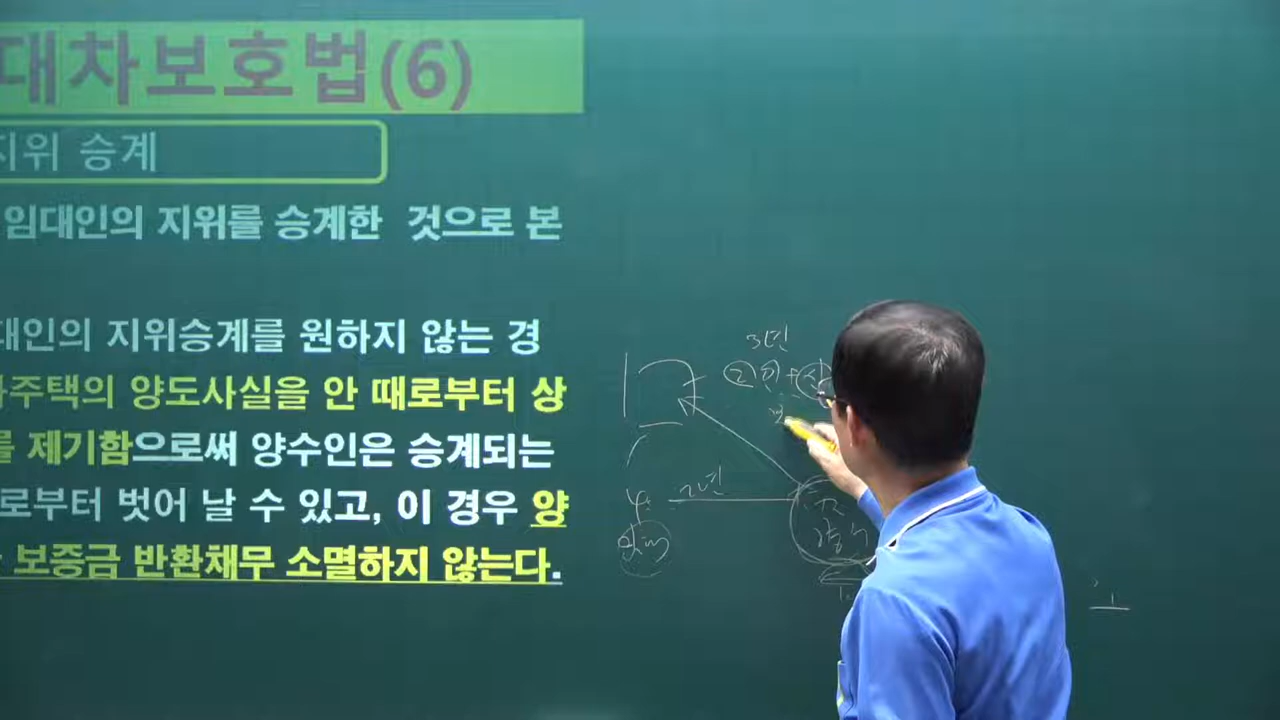 대차보호법(6)
지위 승계
임대인의 지위를 승계한 것으로 본
대인의 지위승계를 원하지 않는 경
주택의 양도사실을 안 때로부터 상
를 제기함으로써 양수인은 승계되는
로부터 벗어 날 수 있고, 이 경우 양
보증금 반환채무 소멸하지 않는다.
3년
2년